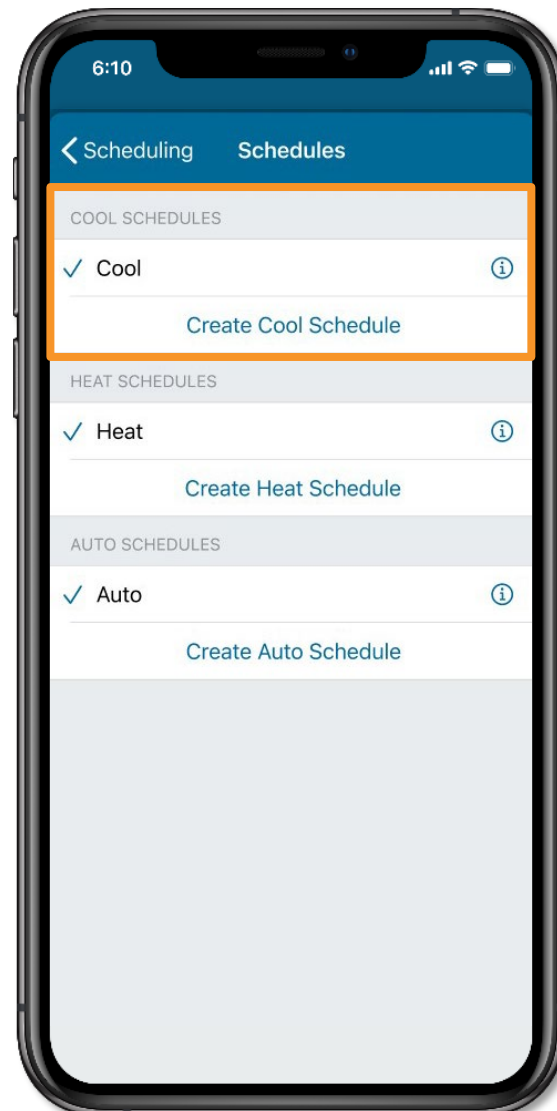 6:10
Scheduling Schedules
COOL SCHEDULES
Cool
Create Cool Schedule
HEAT SCHEDULES
Heat
Create Heat Schedule
AUTO SCHEDULES
Auto
Create Auto Schedule